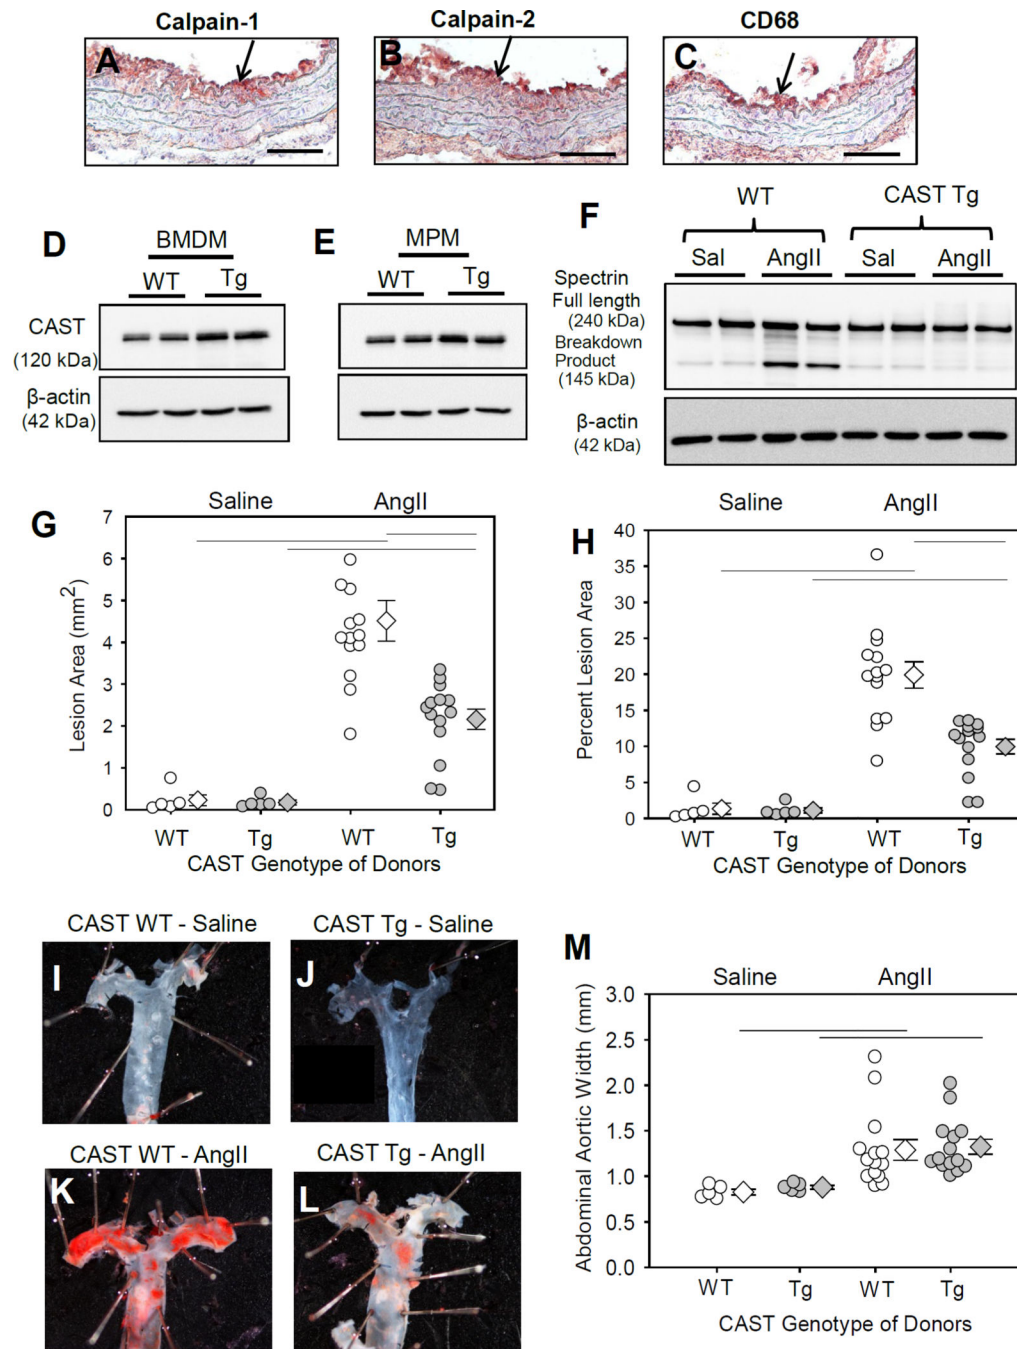 Calpain-1
Calpain-2
CD68
A
B
C
D
BMDM
WT
Tg
CAST
(120 kDa)
β-actin
(42 kDa)
E
MPM
WT
Tg
F
WT
CAST Tg
Sal
AngII
Sal
AngII
Spectrin
Full length
(240 kDa)
Breakdown
Product
(145 kDa)
β-actin
(42 kDa)
G
Saline
AngII
Lesion Area (mm2)
7
6
5
4
3
2
1
0
WT
Tg
WT
Tg
CAST Genotype of Donors
H
Saline
AngII
Percent Lesion Area
40
35
30
25
20
15
10
5
0
WT
Tg
WT
Tg
CAST Genotype of Donors
CAST WT - Saline
I
CAST Tg - Saline
J
CAST WT - AngII
K
CAST Tg - AngII
L
M
Saline
AngII
Abdominal Aortic Width (mm)
3.0
2.5
2.0
1.5
1.0
0.5
0.0
WT
Tg
WT
Tg
CAST Genotype of Donors